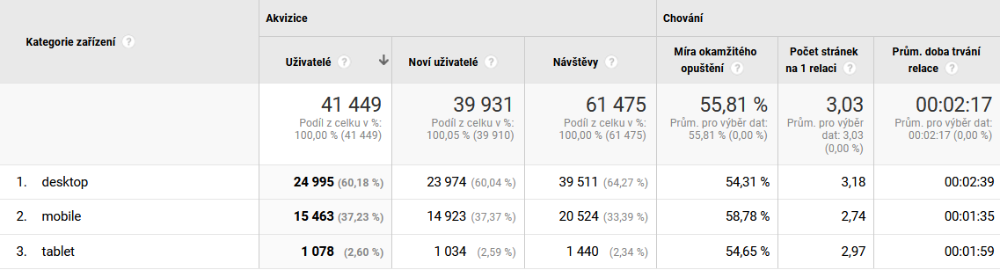 Kategorie zařízení ?
Akvizice
Chování
Uživatelé ?
Noví uživatelé ?
Návštěvy ?
Míra okamžitého
opuštění ?
Počet stránek
na 1 relaci ?
Prům. doba trvání
relace ?
41 449
Podíl z celku v %:
100,00 % (41 449)
39 931
Podíl z celku v %:
100,05 % (39 910)
61 475
Podíl z celku v %:
100,00 % (61 475)
55,81 %
Prům. pro výběr dat:
55,81 % (0,00 %)
3,03
Prům. pro výběr
dat: 3,03
(0,00 %)
00:02:17
Prům. pro výběr dat:
00:02:17 (0,00 %)
1. desktop 24 995 (60,18 %) 23 974 (60,04 %) 39 511 (64,27 %) 54,31 % 3,18 00:02:39
2. mobile 15 463 (37,23 %) 14 923 (37,37 %) 20 524 (33,39 %) 58,78 % 2,74 00:01:35
3. tablet 1 078 (2,60 %) 1 034 (2,59 %) 1 440 (2,34 %) 54,65 % 2,97 00:01:59